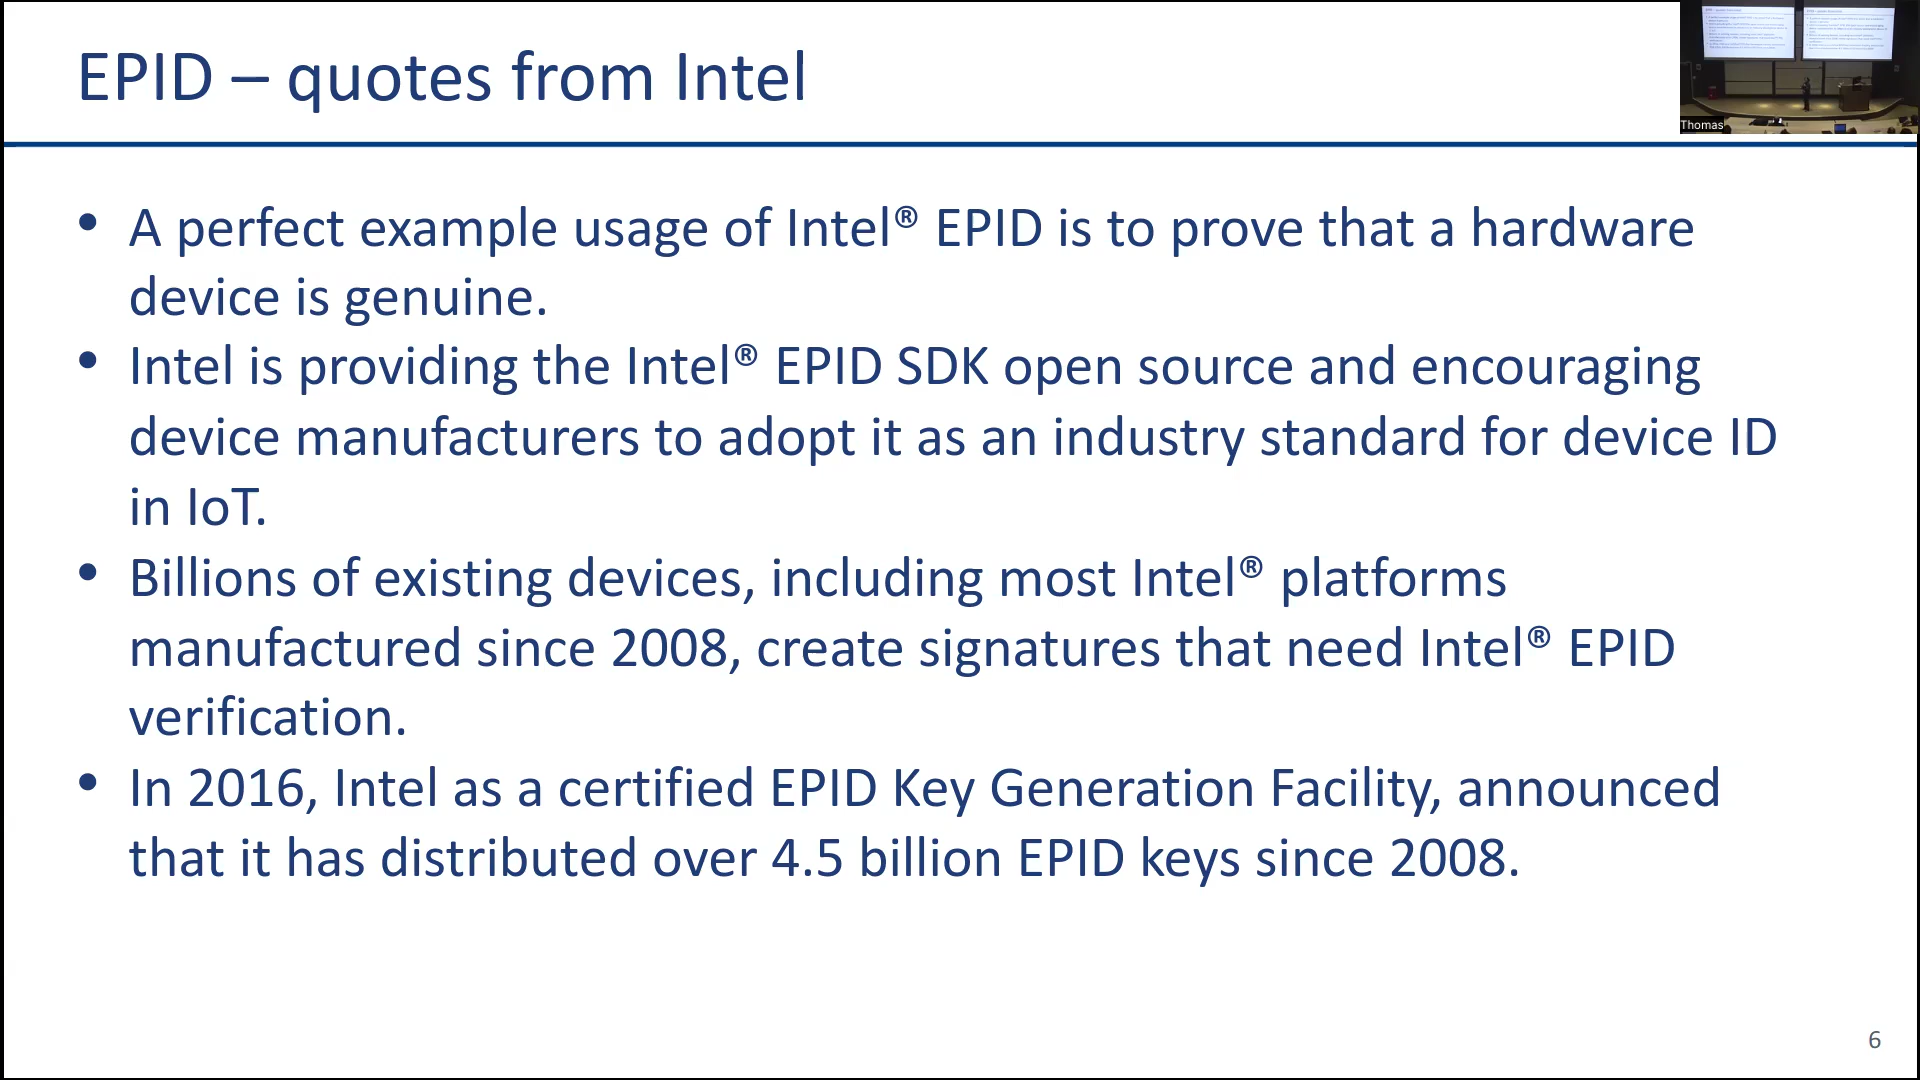 EPID – quotes from Intel
Thomas
• A perfect example usage of Intel® EPID is to prove that a hardware
device is genuine.
• Intel is providing the Intel® EPID SDK open source and encouraging
device manufacturers to adopt it as an industry standard for device ID
in IoT.
• Billions of existing devices, including most Intel® platforms
manufactured since 2008, create signatures that need Intel® EPID
verification.
• In 2016, Intel as a certified EPID Key Generation Facility, announced
that it has distributed over 4.5 billion EPID keys since 2008.
6